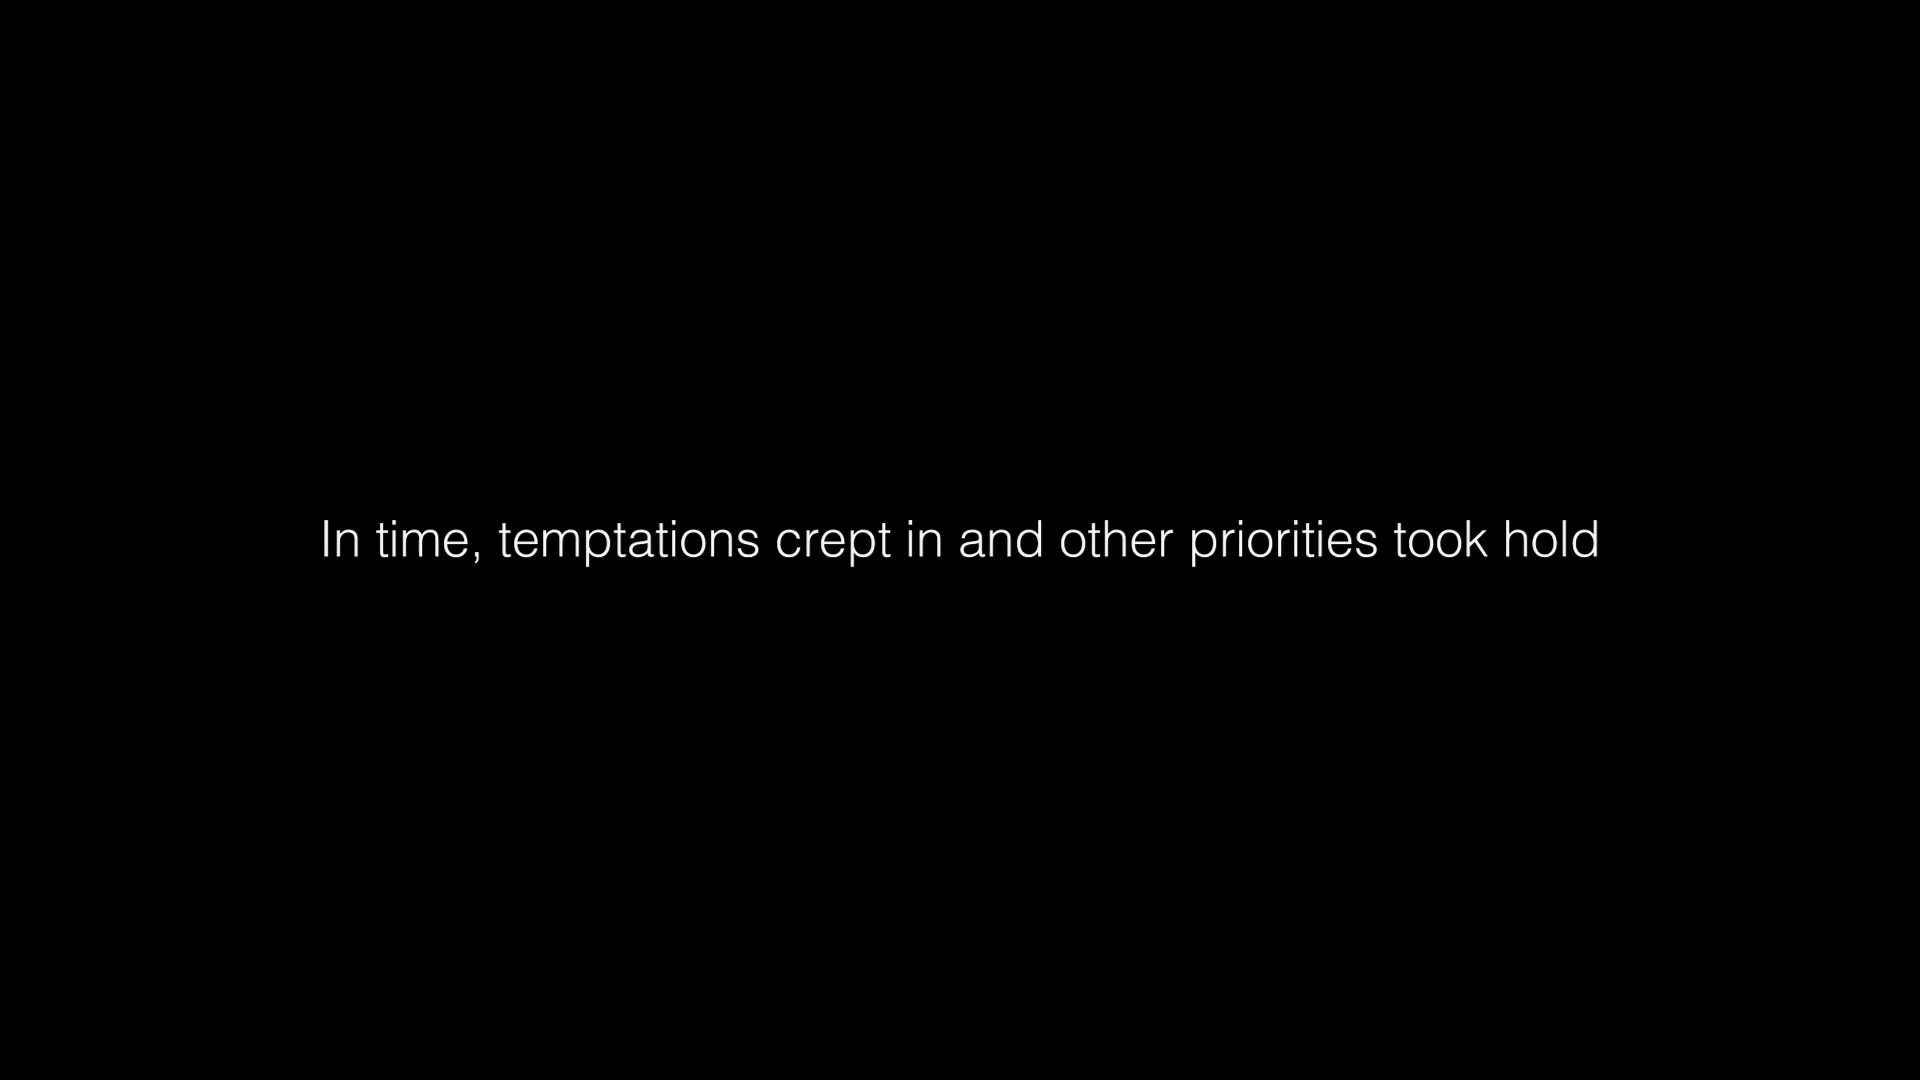 In time, temptations crept in and other priorities took hold